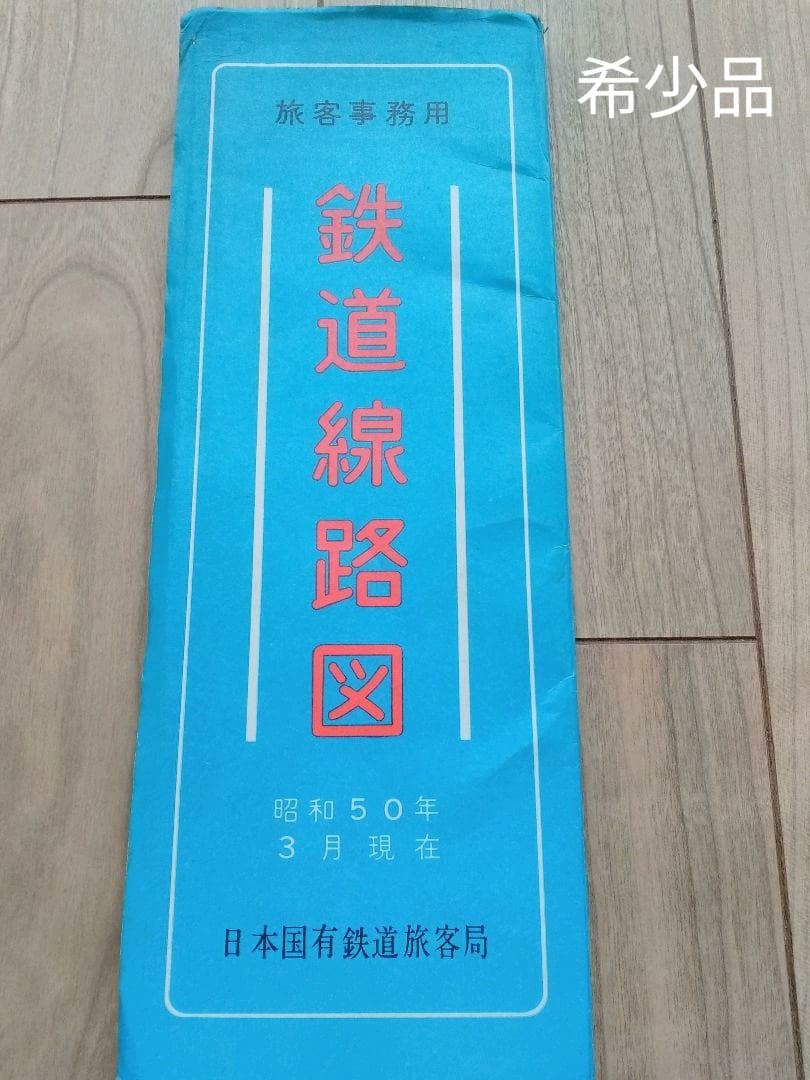 希少品
旅客事務用
鉄道線路図
昭和50年
3月現在
日本国有鉄道旅客局